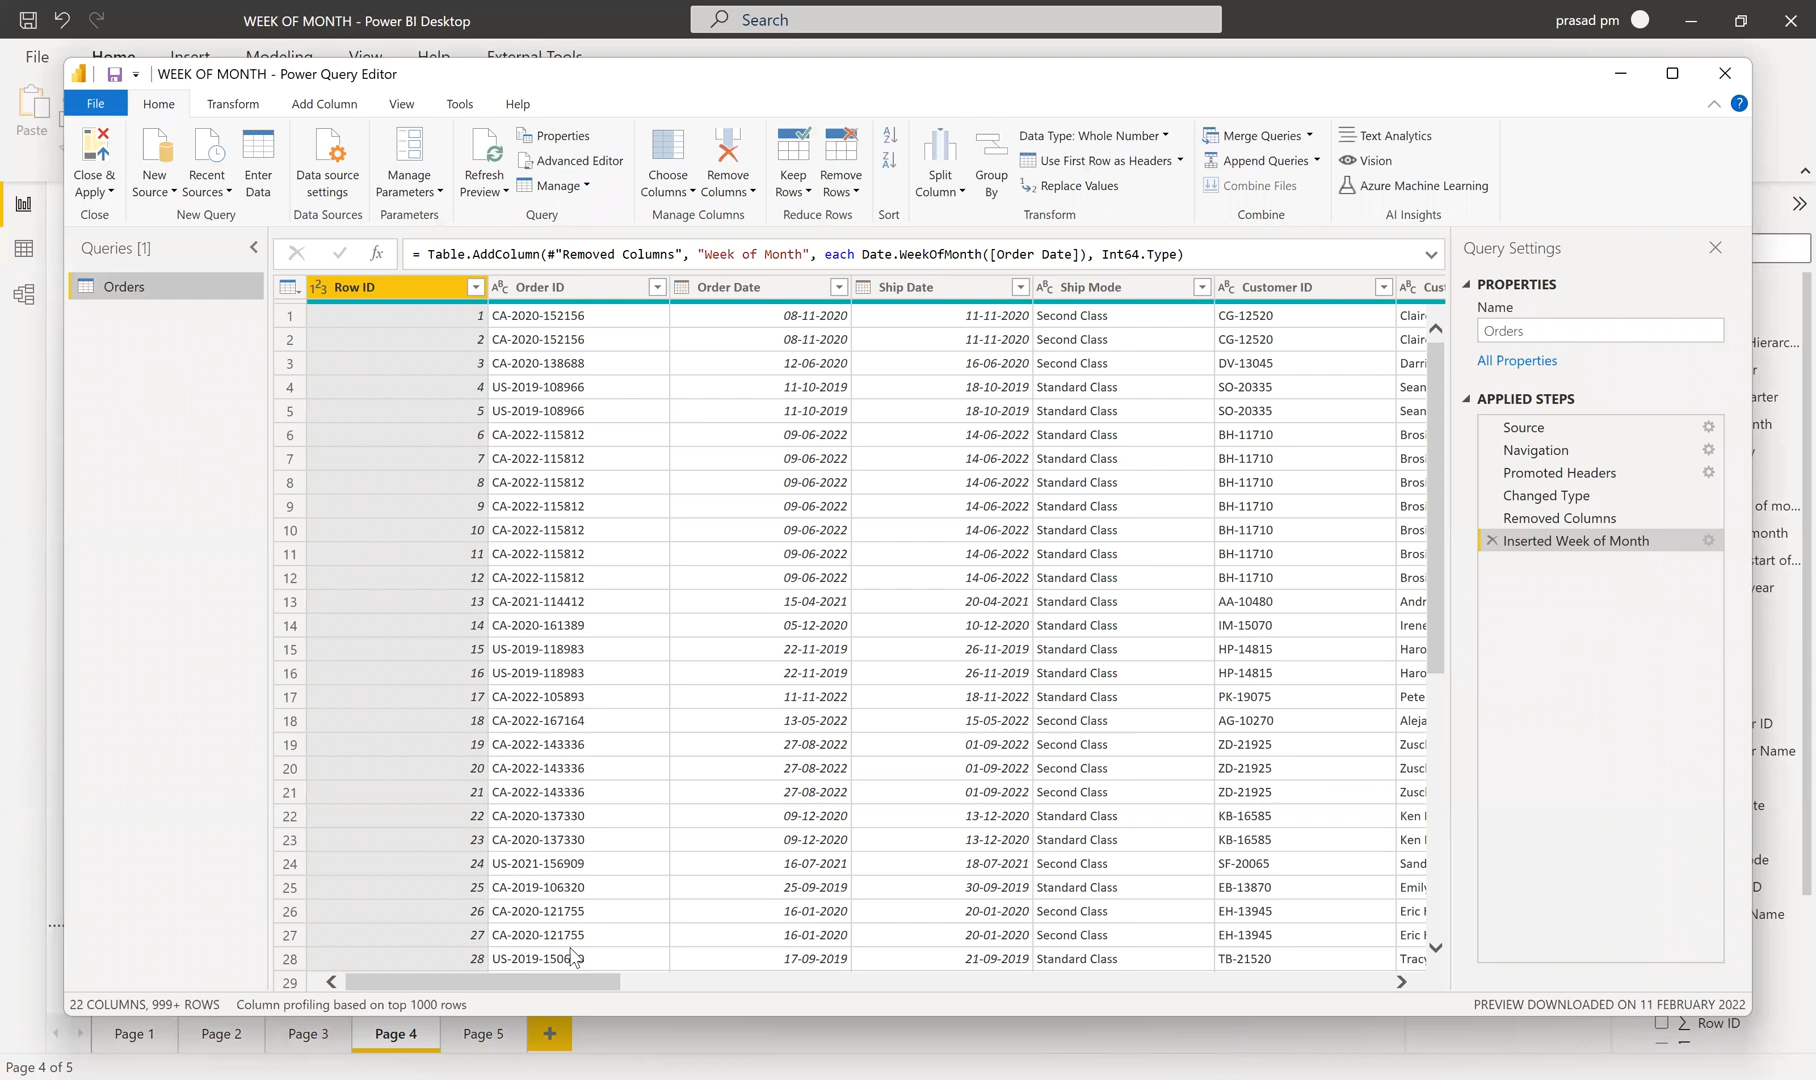 WEEK OF MONTH - Power BI Desktop
Search
prasad pm
File
Home Insert Modeling View Help External Tools
Paste
WEEK OF MONTH - Power Query Editor
File Home Transform Add Column View Tools Help
Close & Apply
Close
New Source
Recent Sources
Enter Data
New Query
Data source settings
Data Sources
Manage Parameters
Parameters
Refresh Preview
Properties
Advanced Editor
Manage
Query
Choose Columns
Remove Columns
Manage Columns
Keep Rows
Remove Rows
Reduce Rows
Sort
Split Column
Group By
Data Type: Whole Number
Use First Row as Headers
Replace Values
Transform
Merge Queries
Append Queries
Combine Files
Combine
Text Analytics
Vision
Azure Machine Learning
AI Insights
Queries [1]
Orders
fx = Table.AddColumn(#"Removed Columns", "Week of Month", each Date.WeekOfMonth([Order Date]), Int64.Type)
Row ID Order ID Order Date Ship Date Ship Mode Customer ID Cust
1 1 CA-2020-152156 08-11-2020 11-11-2020 Second Class CG-12520 Clair
2 2 CA-2020-152156 08-11-2020 11-11-2020 Second Class CG-12520 Clair
3 3 CA-2020-138688 12-06-2020 16-06-2020 Second Class DV-13045 Darri
4 4 US-2019-108966 11-10-2019 18-10-2019 Standard Class SO-20335 Sean
5 5 US-2019-108966 11-10-2019 18-10-2019 Standard Class SO-20335 Sean
6 6 CA-2022-115812 09-06-2022 14-06-2022 Standard Class BH-11710 Brosi
7 7 CA-2022-115812 09-06-2022 14-06-2022 Standard Class BH-11710 Brosi
8 8 CA-2022-115812 09-06-2022 14-06-2022 Standard Class BH-11710 Brosi
9 9 CA-2022-115812 09-06-2022 14-06-2022 Standard Class BH-11710 Brosi
10 10 CA-2022-115812 09-06-2022 14-06-2022 Standard Class BH-11710 Brosi
11 11 CA-2022-115812 09-06-2022 14-06-2022 Standard Class BH-11710 Brosi
12 12 CA-2022-115812 09-06-2022 14-06-2022 Standard Class BH-11710 Brosi
13 13 CA-2021-114412 15-04-2021 20-04-2021 Standard Class AA-10480 Andr
14 14 CA-2020-161389 05-12-2020 10-12-2020 Standard Class IM-15070 Irene
15 15 US-2019-118983 22-11-2019 26-11-2019 Standard Class HP-14815 Haro
16 16 US-2019-118983 22-11-2019 26-11-2019 Standard Class HP-14815 Haro
17 17 CA-2022-105893 11-11-2022 18-11-2022 Standard Class PK-19075 Pete
18 18 CA-2022-167164 13-05-2022 15-05-2022 Second Class AG-10270 Aleja
19 19 CA-2022-143336 27-08-2022 01-09-2022 Second Class ZD-21925 Zusc
20 20 CA-2022-143336 27-08-2022 01-09-2022 Second Class ZD-21925 Zusc
21 21 CA-2022-143336 27-08-2022 01-09-2022 Second Class ZD-21925 Zusc
22 22 CA-2020-137330 09-12-2020 13-12-2020 Standard Class KB-16585 Ken
23 23 CA-2020-137330 09-12-2020 13-12-2020 Standard Class KB-16585 Ken
24 24 US-2021-156909 16-07-2021 18-07-2021 Second Class SF-20065 Sand
25 25 CA-2019-106320 25-09-2019 30-09-2019 Standard Class EB-13870 Emily
26 26 CA-2020-121755 16-01-2020 20-01-2020 Second Class EH-13945 Eric
27 27 CA-2020-121755 16-01-2020 20-01-2020 Second Class EH-13945 Eric
28 28 17-09-2019 21-09-2019 Standard Class TB-21520 Tracy
29
Query Settings
PROPERTIES
Name
Orders
All Properties
APPLIED STEPS
Source
Navigation
Promoted Headers
Changed Type
Removed Columns
Inserted Week of Month
22 COLUMNS, 999+ ROWS Column profiling based on top 1000 rows
PREVIEW DOWNLOADED ON 11 FEBRUARY 2022
Page 1 Page 2 Page 3 Page 4 Page 5
Row ID
Page 4 of 5